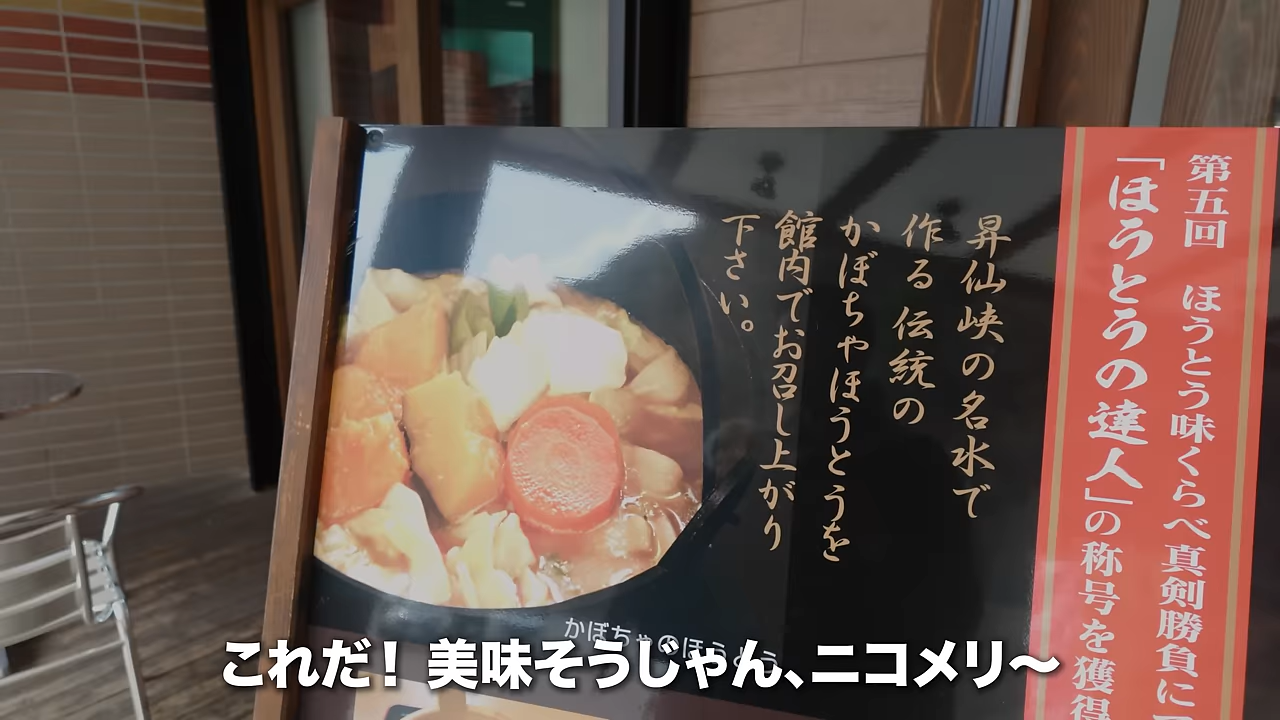 第五回 ほうとう味くらべ真剣勝負に
「ほうとうの達人」の称号を獲得
昇仙峡の名水で
作る 伝統の
かぼちゃほうとうを
館内でお召し上がり
下さい。
かぼちゃのほうとう
これだ！美味そうじゃん、ニコメリ〜